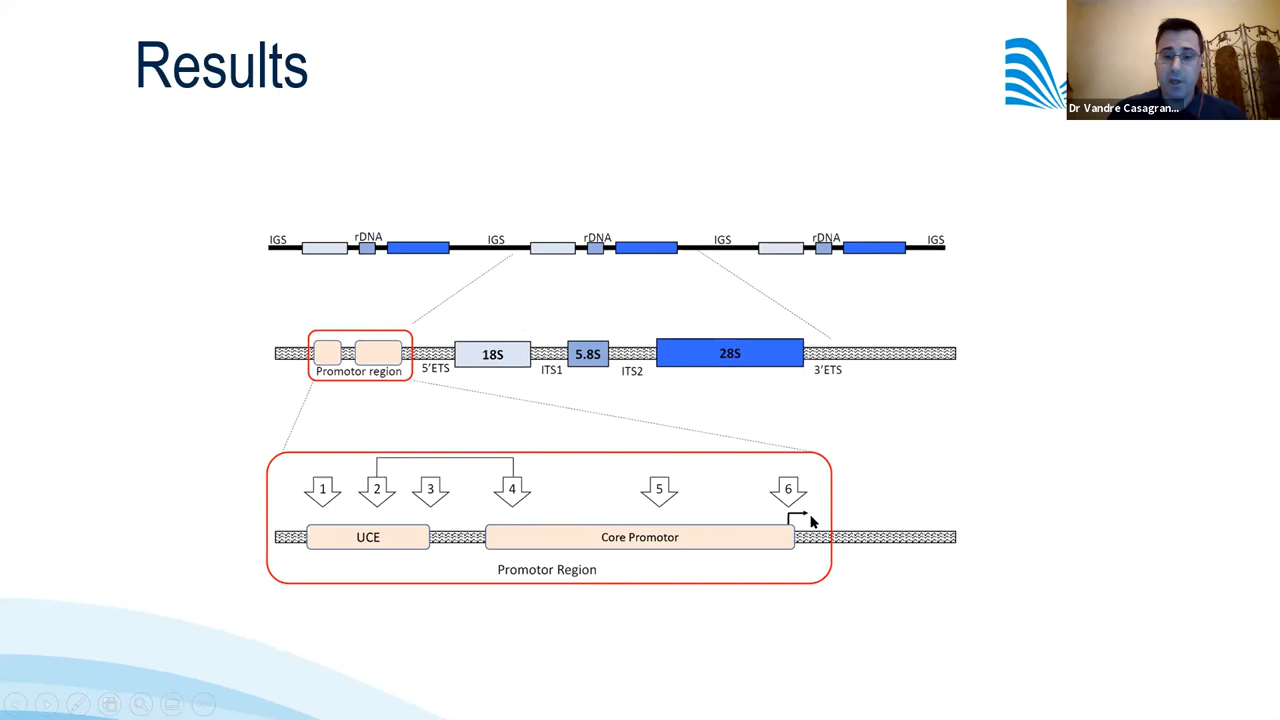 Results
Dr Vandre Casagran...
IGS rDNA IGS rDNA IGS rDNA IGS
18S 5.8S 28S
Promotor region 5'ETS ITS1 ITS2 3'ETS
1 2 3 4 5 6
UCE Core Promotor
Promotor Region